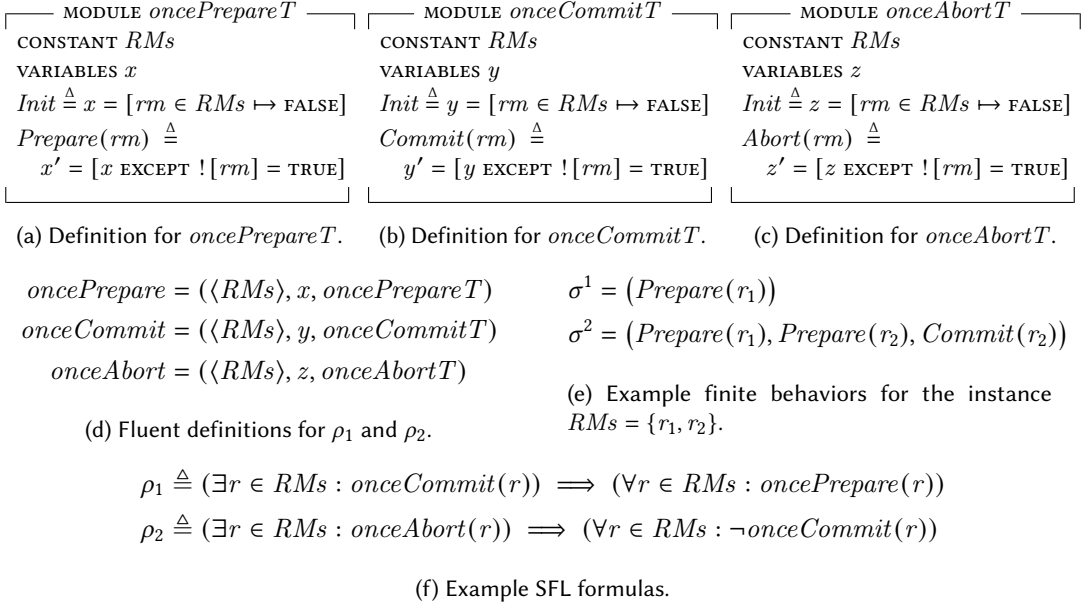 MODULE oncePrepareT
CONSTANT RMs
VARIABLES x
Init ≜ x = [rm ∈ RMs ↦ FALSE]
Prepare(rm) ≜
x′ = [x EXCEPT ![rm] = TRUE]
(a) Definition for oncePrepareT.
MODULE onceCommitT
CONSTANT RMs
VARIABLES y
Init ≜ y = [rm ∈ RMs ↦ FALSE]
Commit(rm) ≜
y′ = [y EXCEPT ![rm] = TRUE]
(b) Definition for onceCommitT.
MODULE onceAbortT
CONSTANT RMs
VARIABLES z
Init ≜ z = [rm ∈ RMs ↦ FALSE]
Abort(rm) ≜
z′ = [z EXCEPT ![rm] = TRUE]
(c) Definition for onceAbortT.
oncePrepare = (⟨RMs⟩, x, oncePrepareT)
onceCommit = (⟨RMs⟩, y, onceCommitT)
onceAbort = (⟨RMs⟩, z, onceAbortT)
(d) Fluent definitions for ρ₁ and ρ₂.
σ¹ = (Prepare(r₁))
σ² = (Prepare(r₁), Prepare(r₂), Commit(r₂))
(e) Example finite behaviors for the instance
RMs = {r₁, r₂}.
ρ₁ ≜ (∃r ∈ RMs : onceCommit(r)) ⟹ (∀r ∈ RMs : oncePrepare(r))
ρ₂ ≜ (∃r ∈ RMs : onceAbort(r)) ⟹ (∀r ∈ RMs : ¬onceCommit(r))
(f) Example SFL formulas.